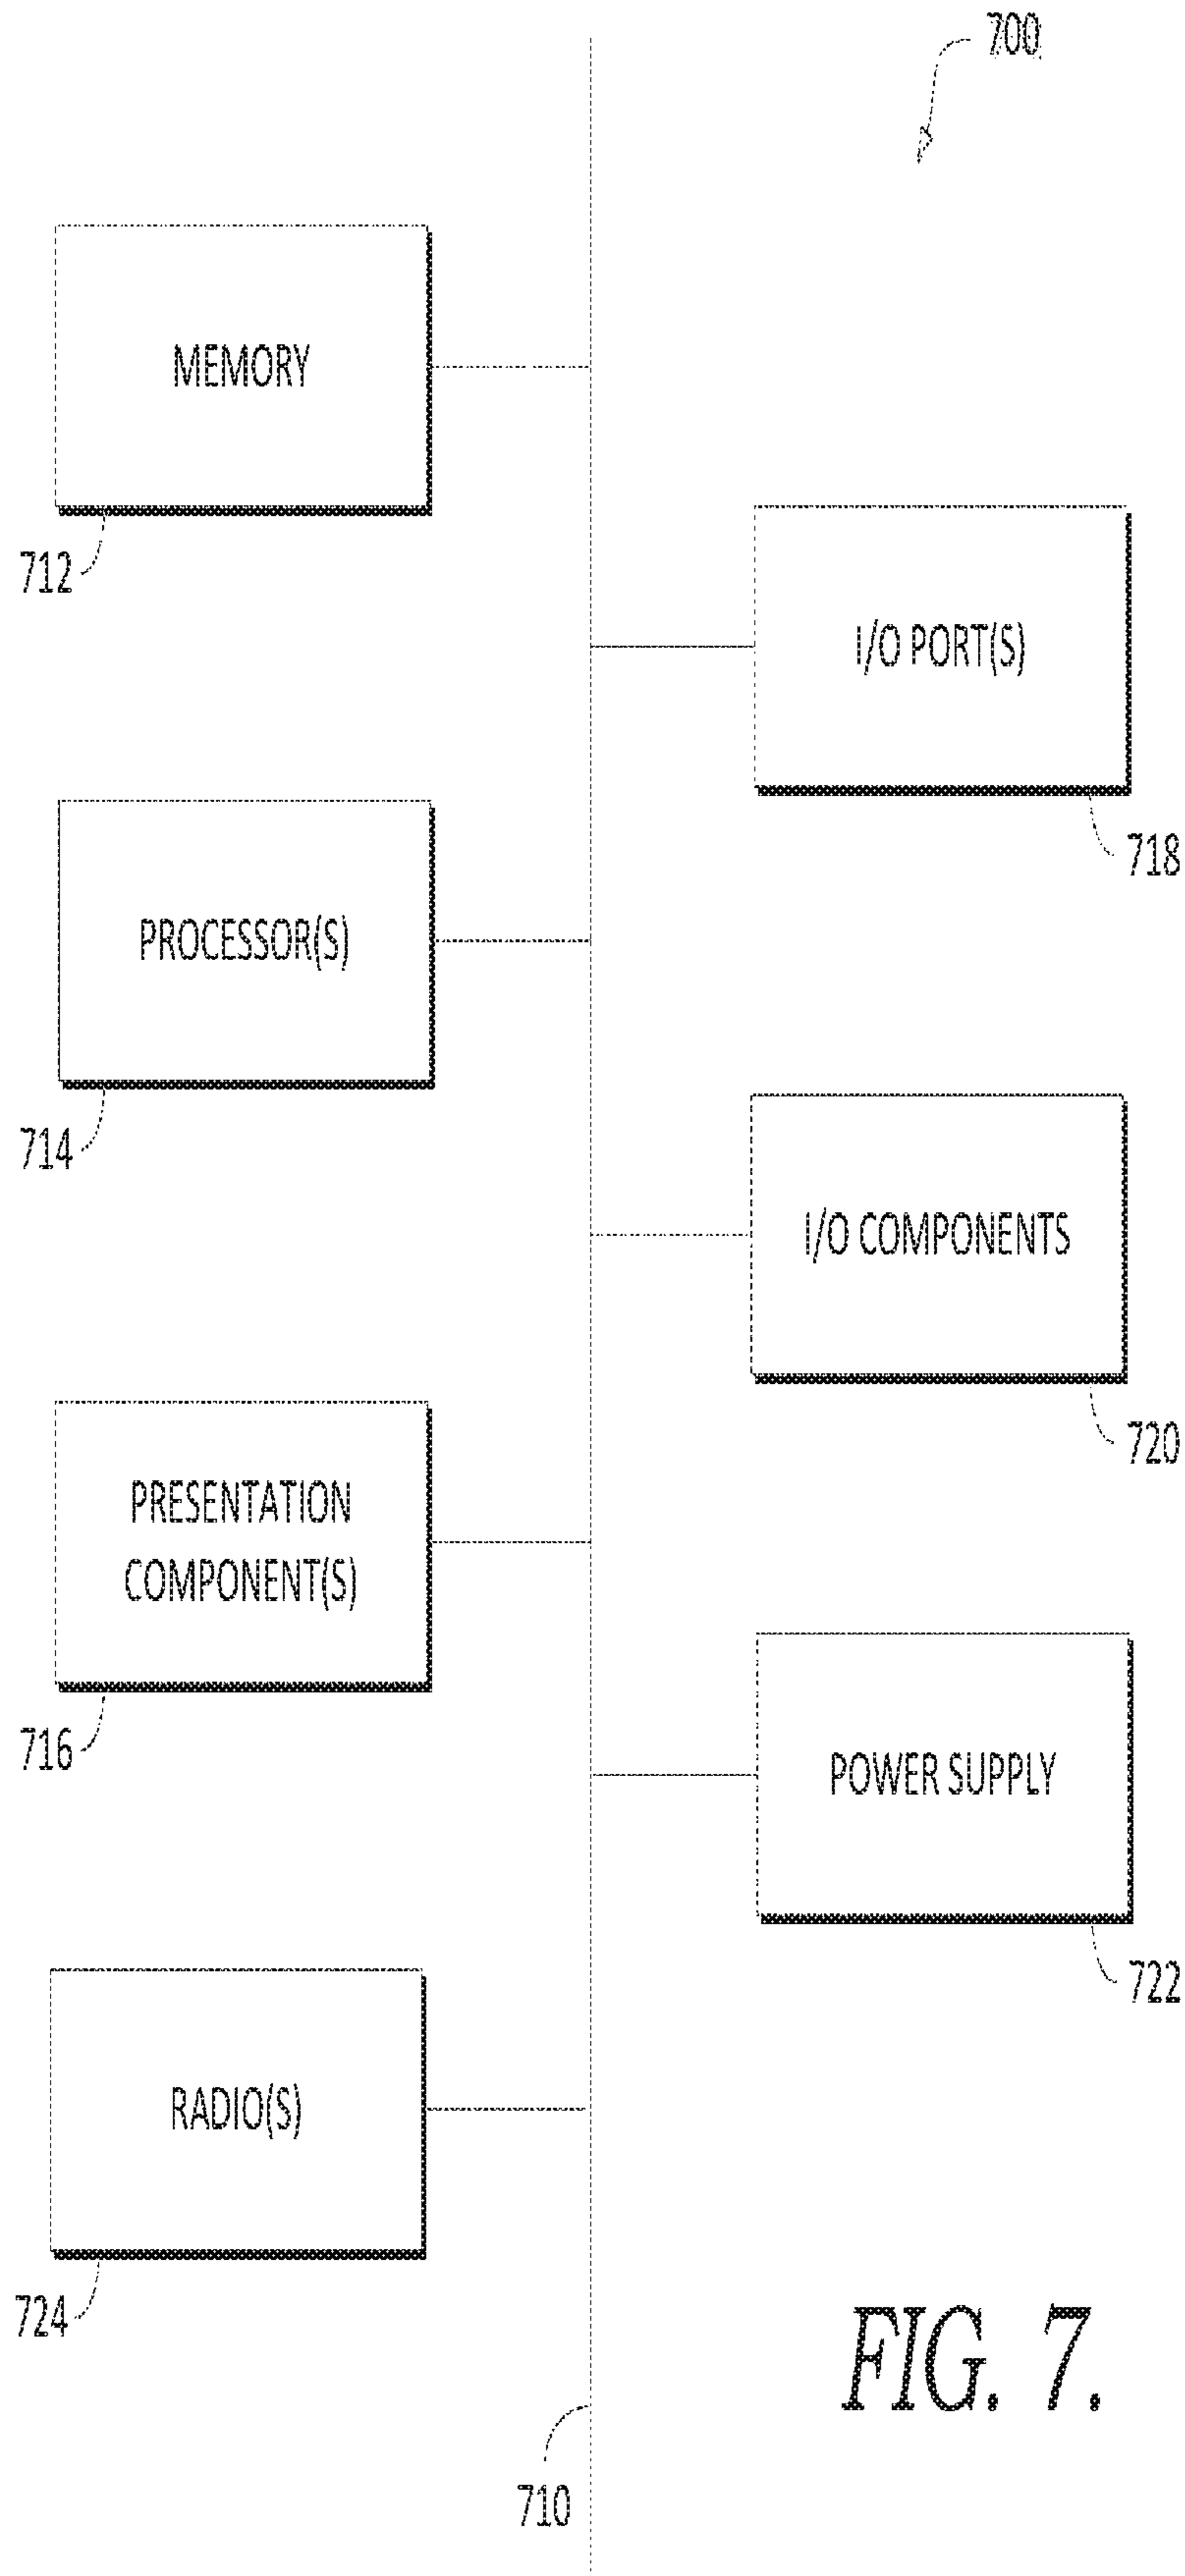 700
MEMORY
712
I/O PORT(S)
718
PROCESSOR(S)
714
I/O COMPONENTS
720
PRESENTATION
COMPONENT(S)
716
POWER SUPPLY
722
RADIO(S)
724
FIG. 7.
710